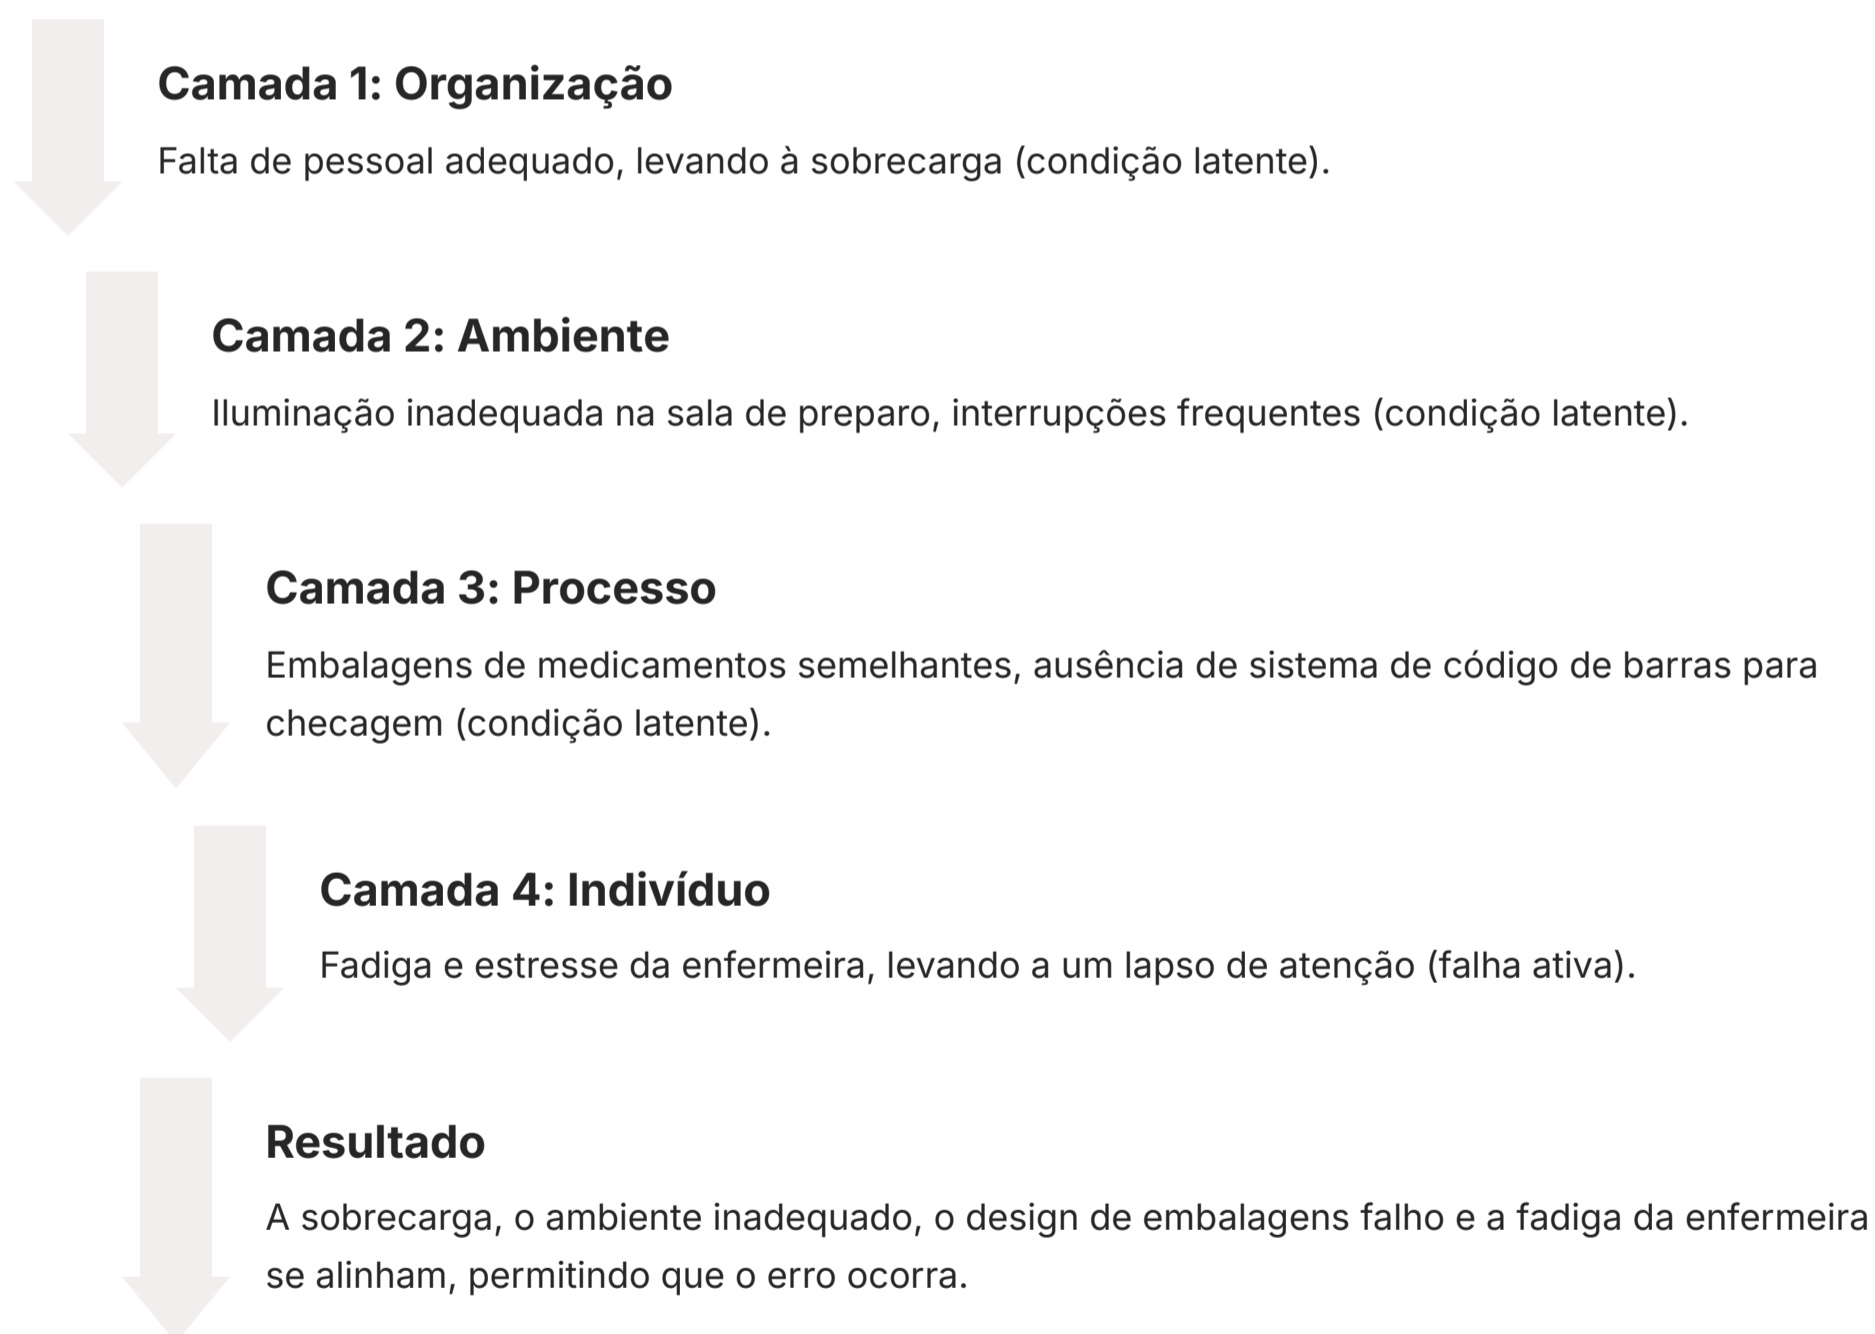 Camada 1: Organização
Falta de pessoal adequado, levando à sobrecarga (condição latente).
Camada 2: Ambiente
Iluminação inadequada na sala de preparo, interrupções frequentes (condição latente).
Camada 3: Processo
Embalagens de medicamentos semelhantes, ausência de sistema de código de barras para
checagem (condição latente).
Camada 4: Indivíduo
Fadiga e estresse da enfermeira, levando a um lapso de atenção (falha ativa).
Resultado
A sobrecarga, o ambiente inadequado, o design de embalagens falho e a fadiga da enfermeira
se alinham, permitindo que o erro ocorra.